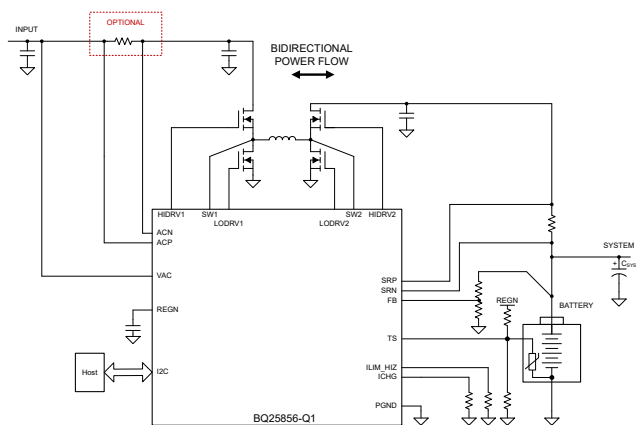 OPTIONAL
INPUT
BIDIRECTIONAL
POWER FLOW
HIDRV1
SW1
LODRV1
LODRV2
SW2
HIDRV2
ACN
ACP
VAC
REGN
I2C
Host
SRP
SRN
FB
TS
ILIM_HIZ
ICHG
PGND
REGN
SYSTEM
+ CSYS
BATTERY
BQ25856-Q1